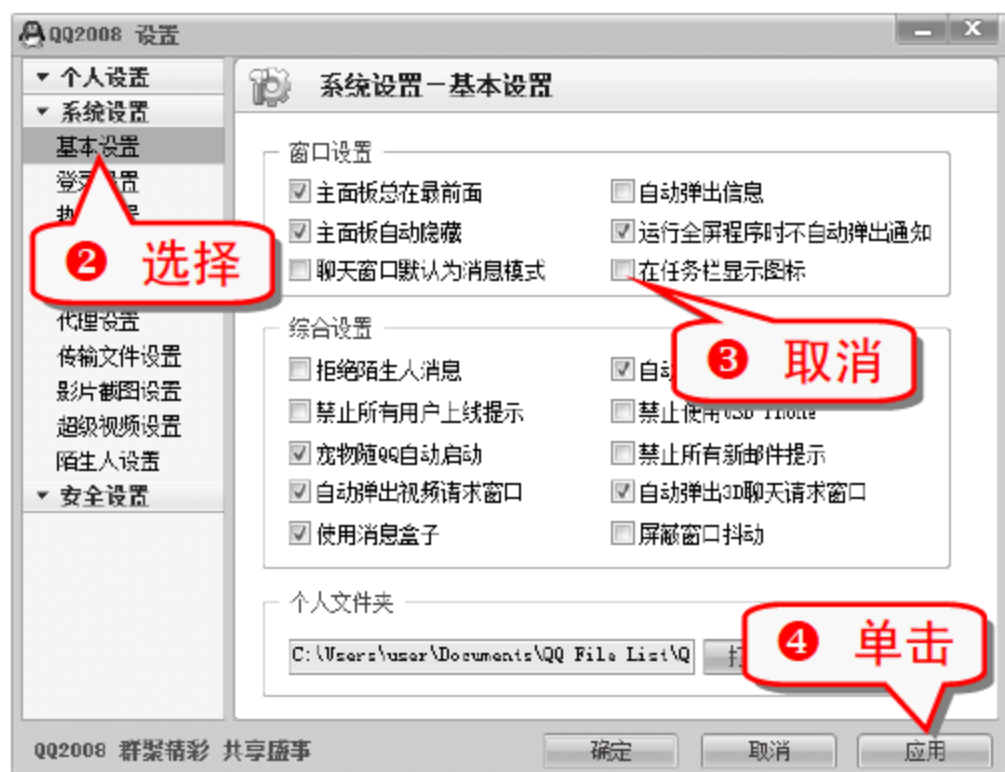 QQ2008 设置
个人设置
系统设置
基本设置
代理设置
传输文件设置
影片截图设置
超级视频设置
陌生人设置
安全设置
❷ 选择
系统设置－基本设置
窗口设置
主面板总在最前面 自动弹出信息
主面板自动隐藏 运行全屏程序时不自动弹出通知
聊天窗口默认为消息模式 在任务栏显示图标
❸ 取消
综合设置
拒绝陌生人消息 自
禁止所有用户上线提示 禁止使用USB Phone
宠物随QQ自动启动 禁止所有新邮件提示
自动弹出视频请求窗口 自动弹出3D聊天请求窗口
使用消息盒子 屏蔽窗口抖动
个人文件夹
C:\Users\user\Documents\QQ File List\Q
❹ 单击
QQ2008 群聚精彩 共享盛事
确定 取消 应用